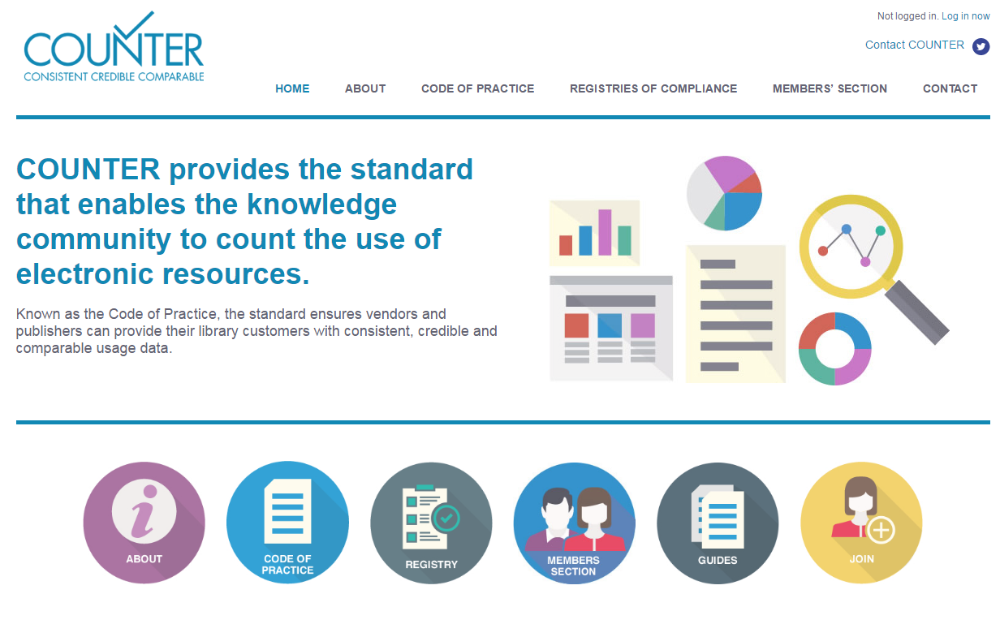 COUNTER
CONSISTENT CREDIBLE COMPARABLE
Not logged in. Log in now
Contact COUNTER
HOME ABOUT CODE OF PRACTICE REGISTRIES OF COMPLIANCE MEMBERS’ SECTION CONTACT
COUNTER provides the standard
that enables the knowledge
community to count the use of
electronic resources.
Known as the Code of Practice, the standard ensures vendors and
publishers can provide their library customers with consistent, credible and
comparable usage data.
ABOUT
CODE OF
PRACTICE
REGISTRY
MEMBERS
SECTION
GUIDES
JOIN